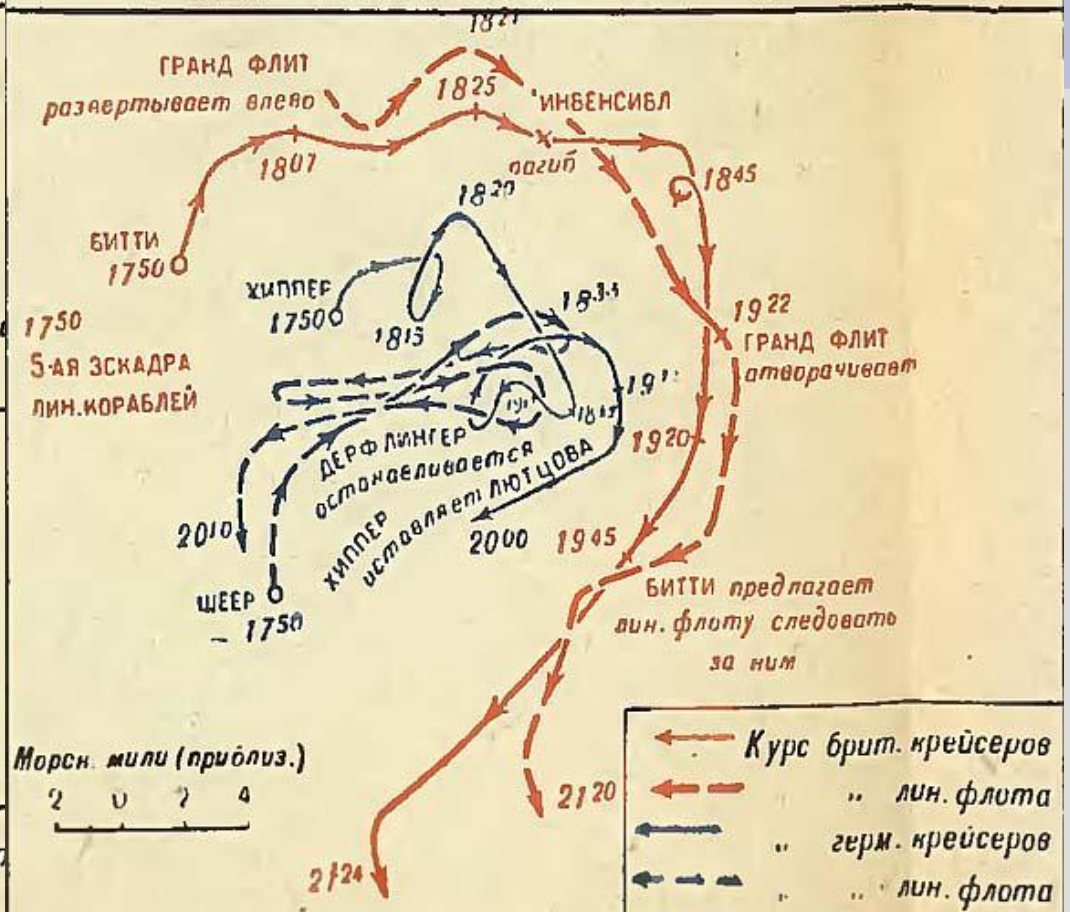 ГРАНД ФЛИТ
развертывает влево
1825
ИНВЕНСИБЛ
погиб
1807
1845
БИТТИ
1750
1820
ХИППЕР
1750
1815
1922
ГРАНД ФЛИТ
отворачивает
1750
5-АЯ ЭСКАДРА
ЛИН. КОРАБЛЕЙ
1920
ДЕРФЛИНГЕР
останавливается
ХИППЕР
оставляет ЛЮТЦОВА
2010
2000
1945
ШЕЕР
1750
БИТТИ предлагает
лин. флоту следовать
за ним
Морск. мили (приблиз.)
2 0 2 4
2120
2124
Курс брит. крейсеров
" " лин. флота
" герм. крейсеров
" " лин. флота